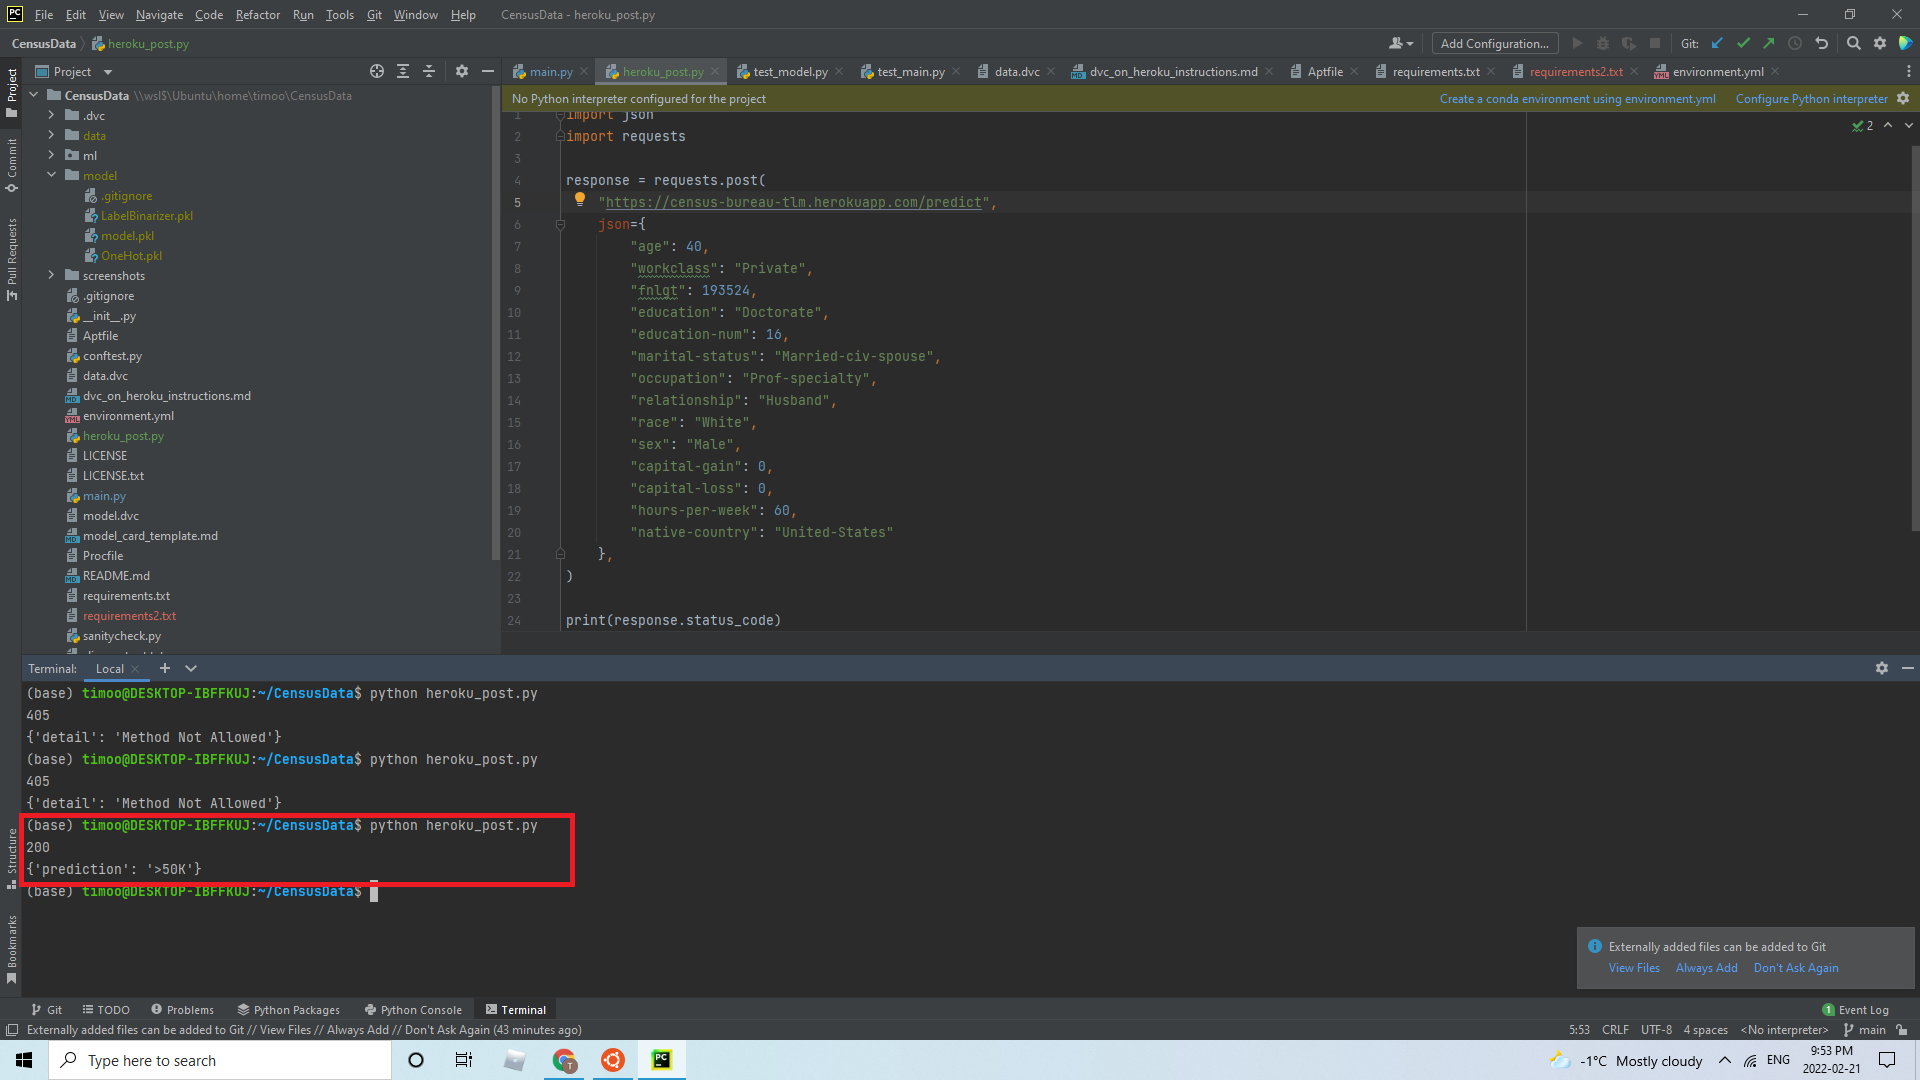 File Edit View Navigate Code Refactor Run Tools Git Window Help CensusData - heroku_post.py
CensusData heroku_post.py Add Configuration... Git:
Project
main.py heroku_post.py test_model.py test_main.py data.dvc dvc_on_heroku_instructions.md Aptfile requirements.txt requirements2.txt environment.yml
No Python interpreter configured for the project Create a conda environment using environment.yml Configure Python interpreter
Project
Commit
Pull Requests
Structure
Bookmarks
CensusData \\wsl$\Ubuntu\home\timoo\CensusData
.dvc
data
ml
model
.gitignore
LabelBinarizer.pkl
model.pkl
OneHot.pkl
screenshots
.gitignore
__init__.py
Aptfile
conftest.py
data.dvc
dvc_on_heroku_instructions.md
environment.yml
heroku_post.py
LICENSE
LICENSE.txt
main.py
model.dvc
model_card_template.md
Procfile
README.md
requirements.txt
requirements2.txt
sanitycheck.py
2
1 import json
2 import requests
3
4 response = requests.post(
5 "https://census-bureau-tlm.herokuapp.com/predict",
6 json={
7 "age": 40,
8 "workclass": "Private",
9 "fnlgt": 193524,
10 "education": "Doctorate",
11 "education-num": 16,
12 "marital-status": "Married-civ-spouse",
13 "occupation": "Prof-specialty",
14 "relationship": "Husband",
15 "race": "White",
16 "sex": "Male",
17 "capital-gain": 0,
18 "capital-loss": 0,
19 "hours-per-week": 60,
20 "native-country": "United-States"
21 },
22 )
23
24 print(response.status_code)
Terminal: Local
(base) timoo@DESKTOP-IBFFKUJ:~/CensusData$ python heroku_post.py
405
{'detail': 'Method Not Allowed'}
(base) timoo@DESKTOP-IBFFKUJ:~/CensusData$ python heroku_post.py
405
{'detail': 'Method Not Allowed'}
(base) timoo@DESKTOP-IBFFKUJ:~/CensusData$ python heroku_post.py
200
{'prediction': '>50K'}
(base) timoo@DESKTOP-IBFFKUJ:~/CensusData$
Externally added files can be added to Git
View Files Always Add Don't Ask Again
Git TODO Problems Python Packages Python Console Terminal 1 Event Log
Externally added files can be added to Git // View Files // Always Add // Don't Ask Again (43 minutes ago) 5:53 CRLF UTF-8 4 spaces <No interpreter> main
Type here to search T PC -1°C Mostly cloudy ENG 9:53 PM
2022-02-21